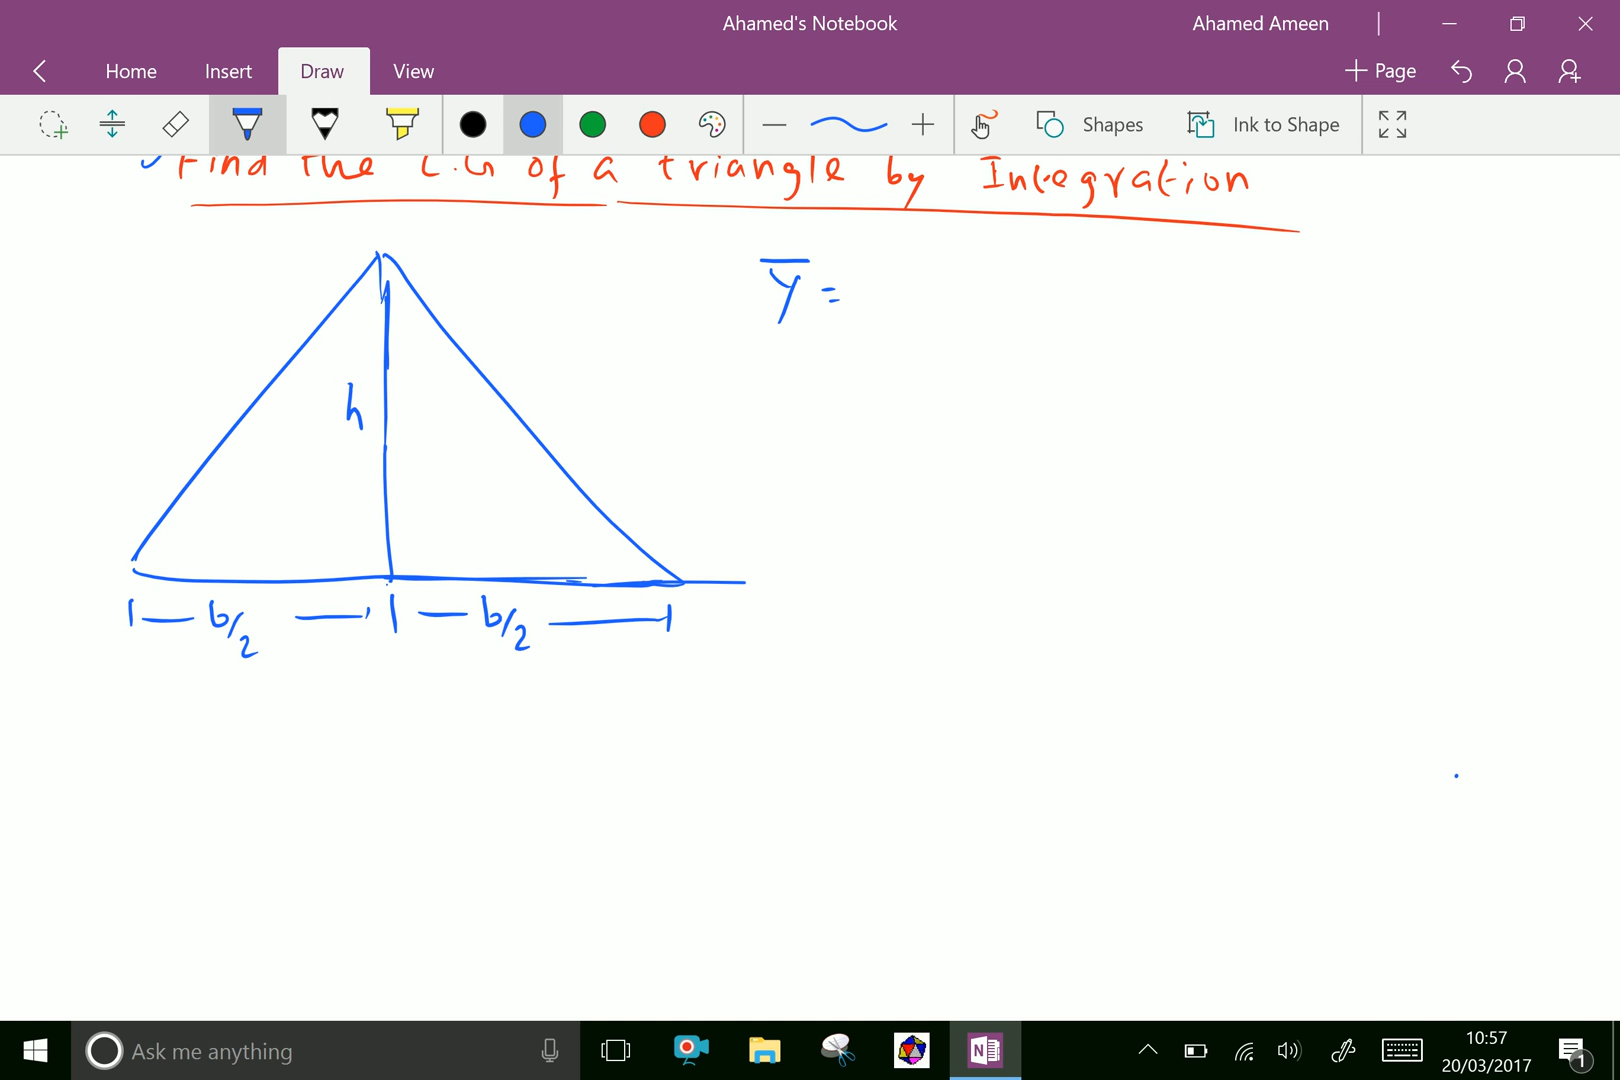 Ahamed's Notebook
Ahamed Ameen
Home Insert Draw View
Page
Shapes
Ink to Shape
Find the C.G of a triangle by Integration
y =
h
b/2 b/2
Ask me anything
N
10:57
20/03/2017
1